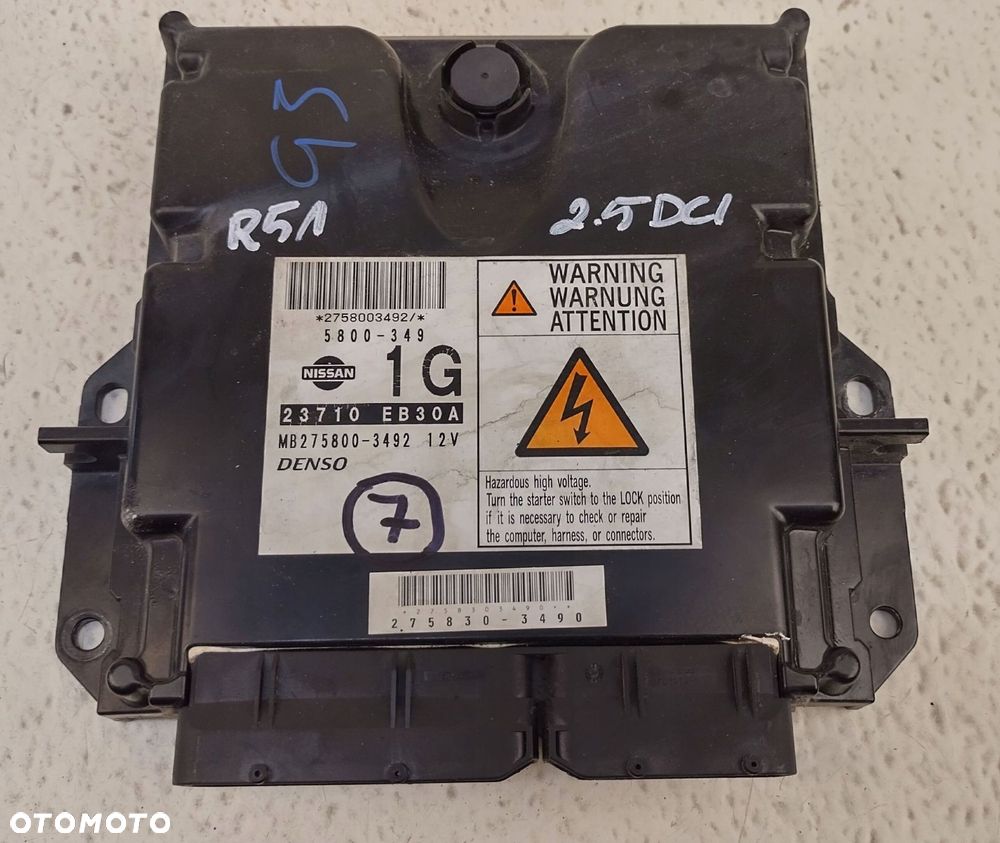 G3
R51
2.5DCI
*2758003492/*
5800-349
NISSAN
1G
23710 EB30A
MB275800-3492 12V
DENSO
7
WARNING
WARNUNG
ATTENTION
Hazardous high voltage.
Turn the starter switch to the LOCK position
if it is necessary to check or repair
the computer, harness, or connectors.
*2758303490**
275830-3490
OTOMOTO